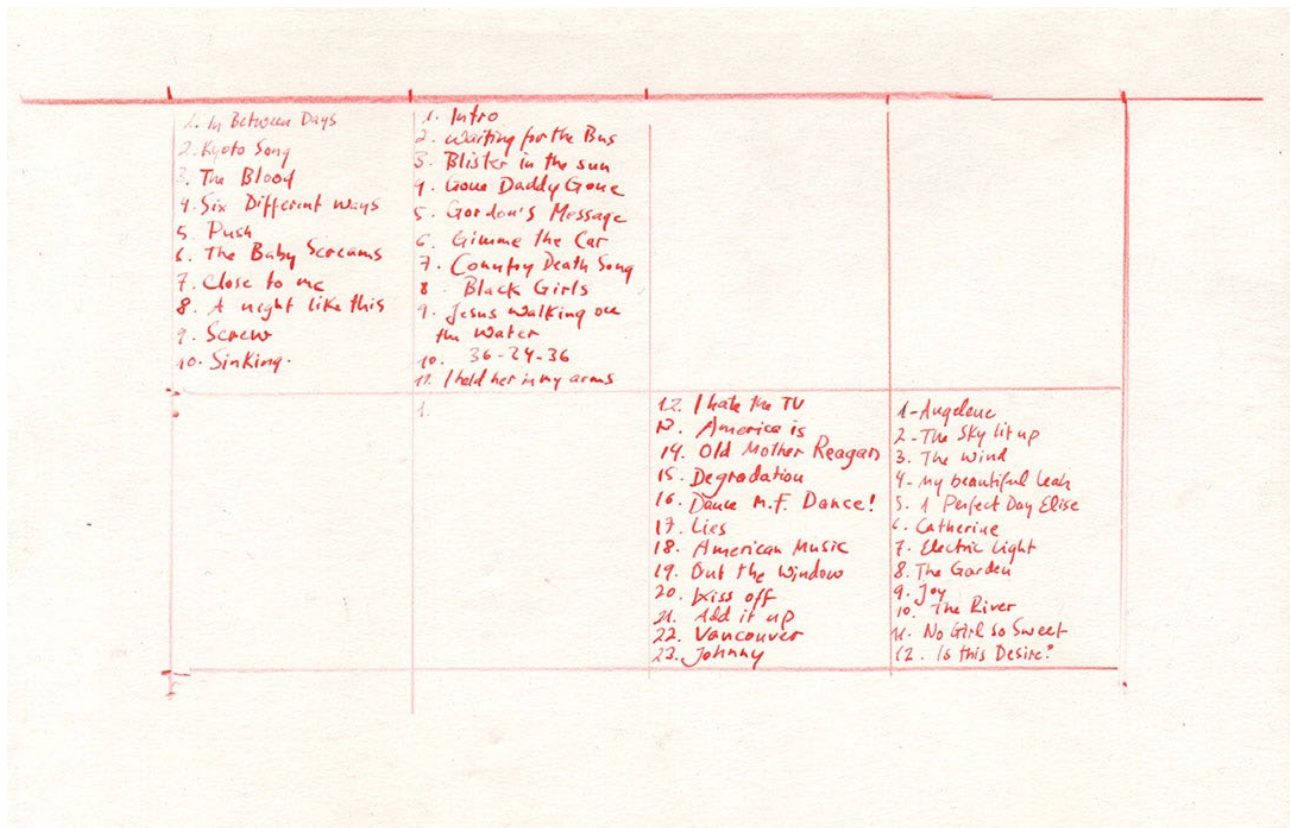 1. In Between Days
2. Kyoto Song
3. The Blood
4. Six Different ways
5. Push
6. The Baby Screams
7. Close to me
8. A night like this
9. Screw
10. Sinking.
1. Intro
2. waiting for the Bus
3. Blister in the sun
4. Gone Daddy Gone
5. Gordon's Message
6. Gimme the Car
7. Country Death Song
8. Black Girls
9. Jesus walking on
the water
10. 36-24-36
11. I held her in my arms
1.
12. I hate the TV
13. America is
14. Old Mother Reagan
15. Degradation
16. Dance M.F. Dance!
17. Lies
18. American Music
19. Out the Window
20. Kiss off
21. Add it up
22. Vancouver
23. Johnny
1-Angelene
2-The Sky lit up
3. The Wind
4-My beautiful Leah
5. A Perfect Day Elise
6. Catherine
7. Electric Light
8. The Garden
9. Joy
10. The River
11. No Girl so Sweet
12. Is this Desire?